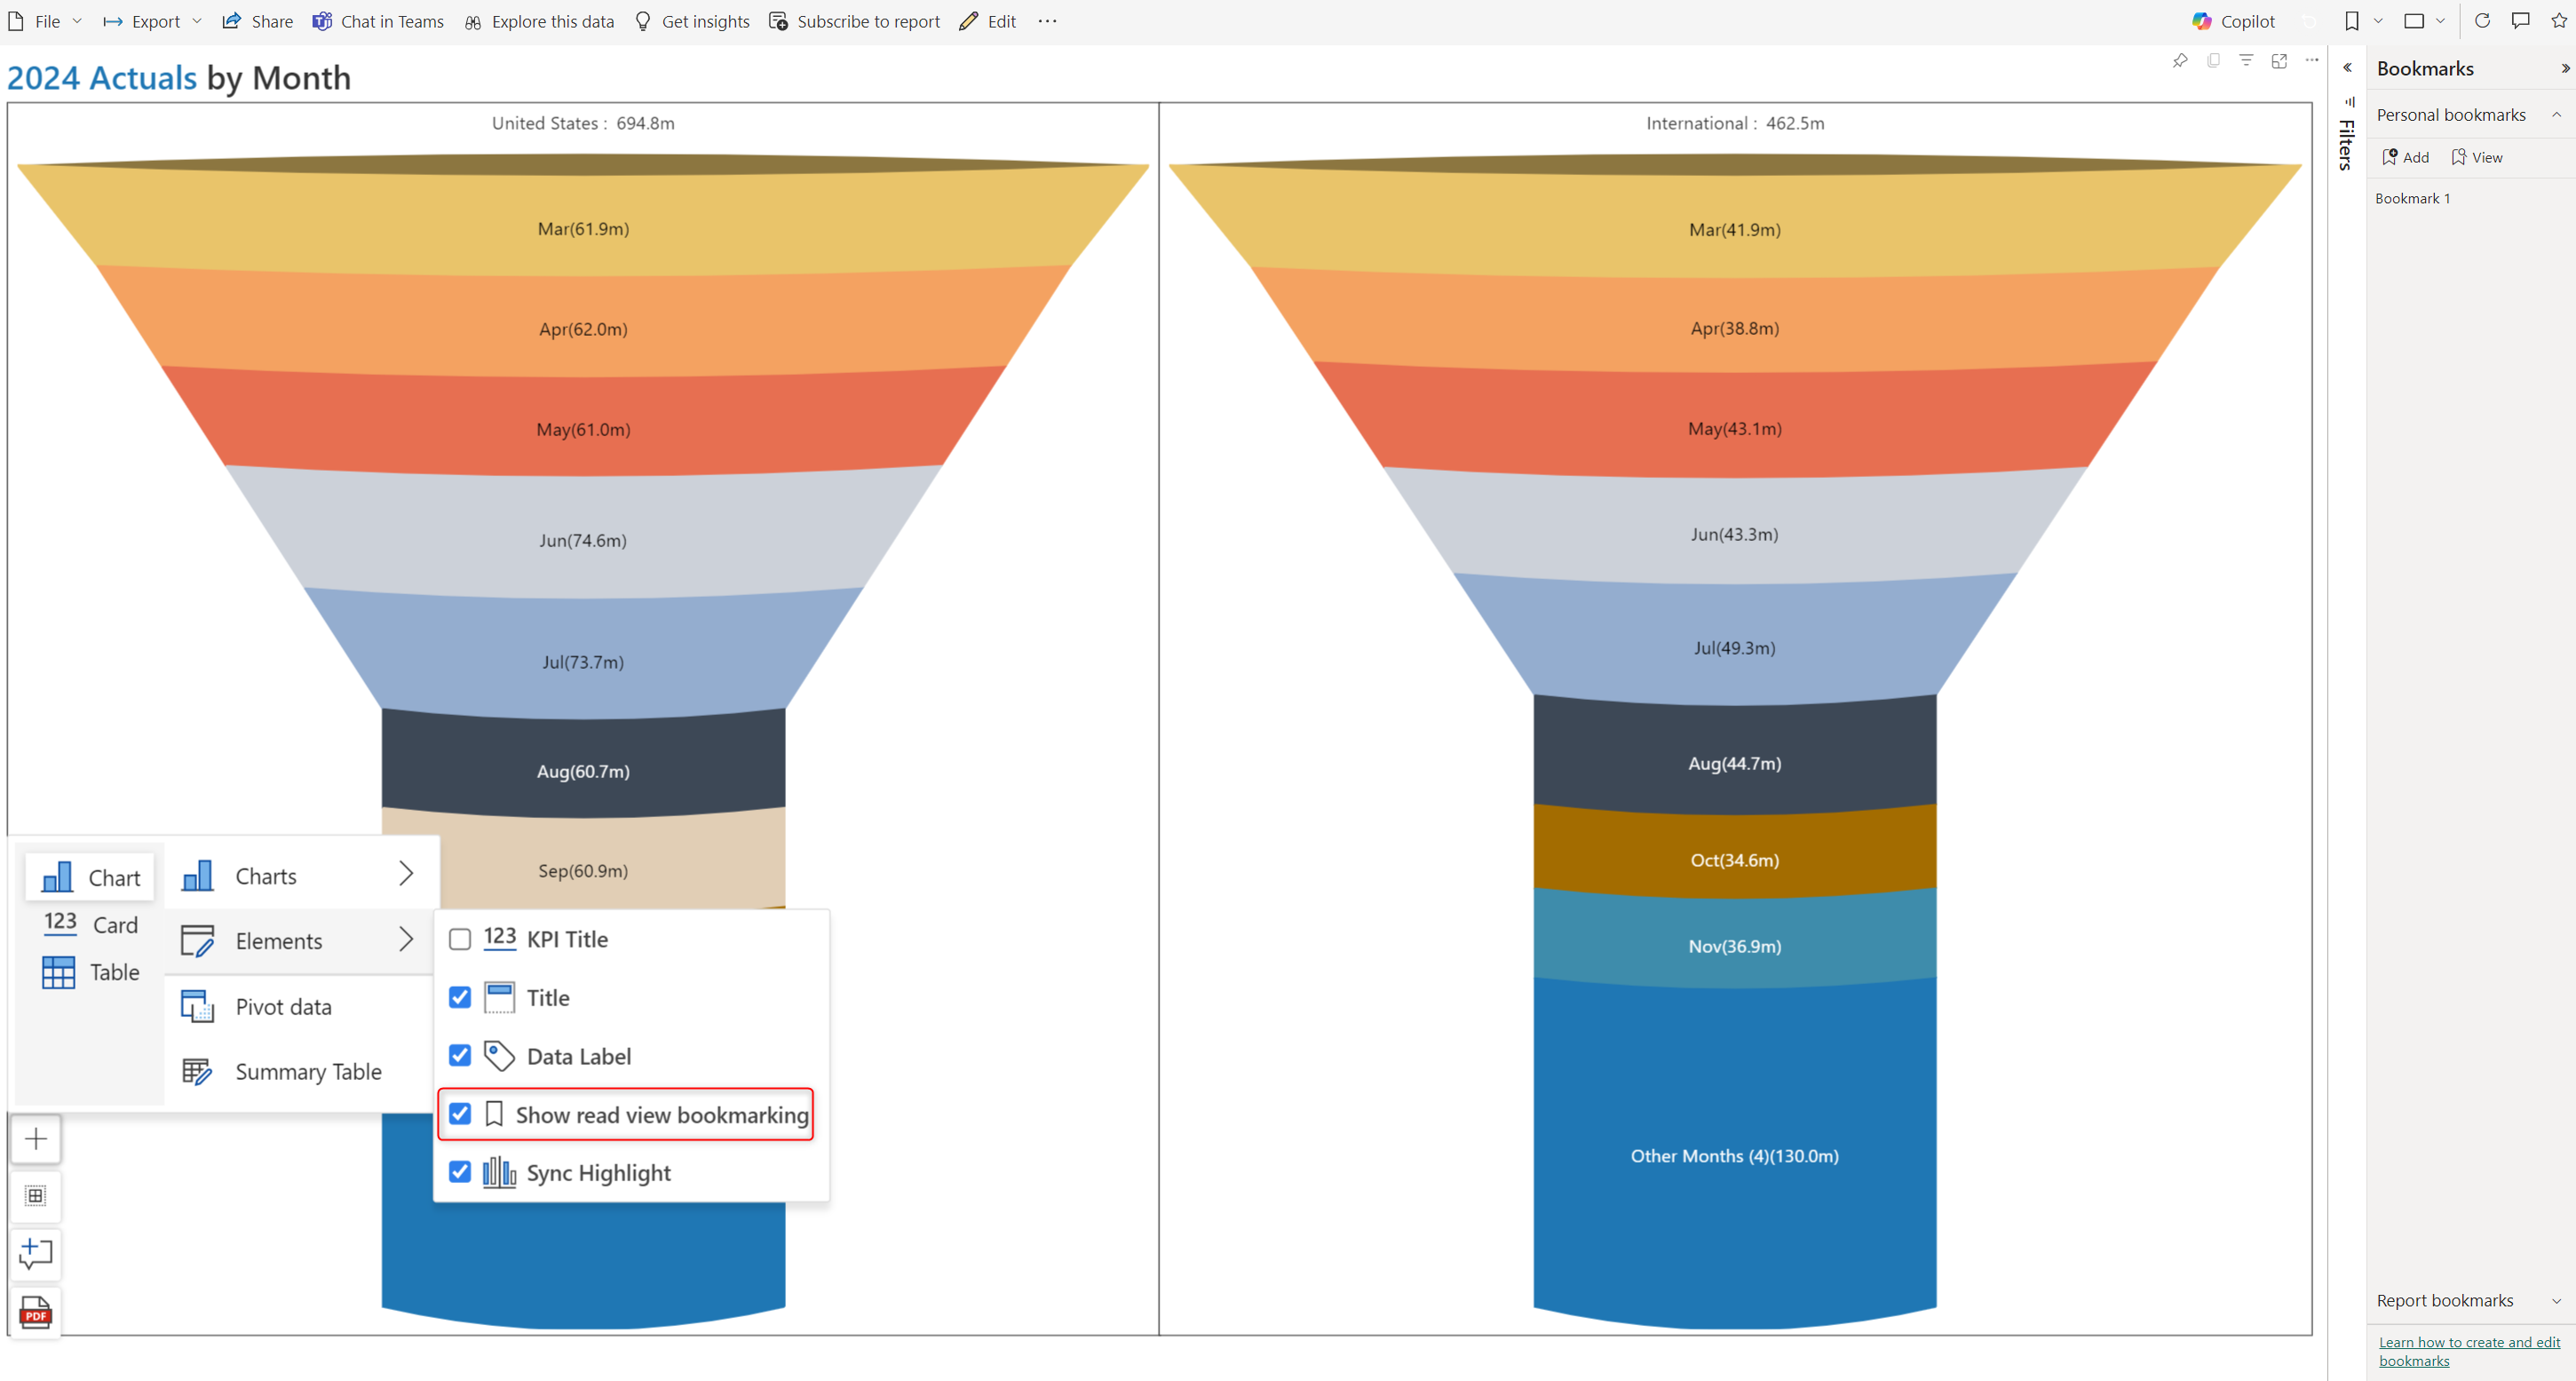 File Export Share Chat in Teams Explore this data Get insights Subscribe to report Edit ... Copilot
2024 Actuals by Month
United States : 694.8m
Mar(61.9m)
Apr(62.0m)
May(61.0m)
Jun(74.6m)
Jul(73.7m)
Aug(60.7m)
Sep(60.9m)
International : 462.5m
Mar(41.9m)
Apr(38.8m)
May(43.1m)
Jun(43.3m)
Jul(49.3m)
Aug(44.7m)
Oct(34.6m)
Nov(36.9m)
Other Months (4)(130.0m)
Chart
123 Card
Table
Charts
Elements
Pivot data
Summary Table
123 KPI Title
Title
Data Label
Show read view bookmarking
Sync Highlight
PDF
Filters
Bookmarks
Personal bookmarks
Add View
Bookmark 1
Report bookmarks
Learn how to create and edit
bookmarks